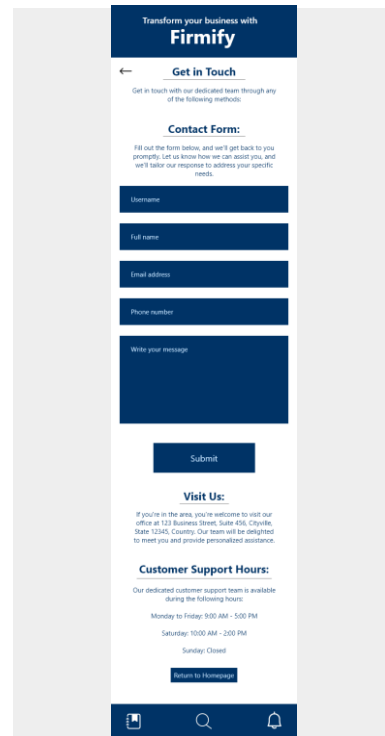 Transform your business with
Firmify
Get in Touch
Get in touch with our dedicated team through any
of the following methods:
Contact Form:
Fill out the form below, and we'll get back to you
promptly. Let us know how we can assist you, and
we'll tailor our response to address your specific
needs.
Username
Full name
Email address
Phone number
Write your message
Submit
Visit Us:
If you're in the area, you're welcome to visit our
office at 123 Business Street, Suite 456, Cityville,
State 12345, Country. Our team will be delighted
to meet you and provide personalized assistance.
Customer Support Hours:
Our dedicated customer support team is available
during the following hours:
Monday to Friday: 9:00 AM - 5:00 PM
Saturday: 10:00 AM - 2:00 PM
Sunday: Closed
Return to Homepage